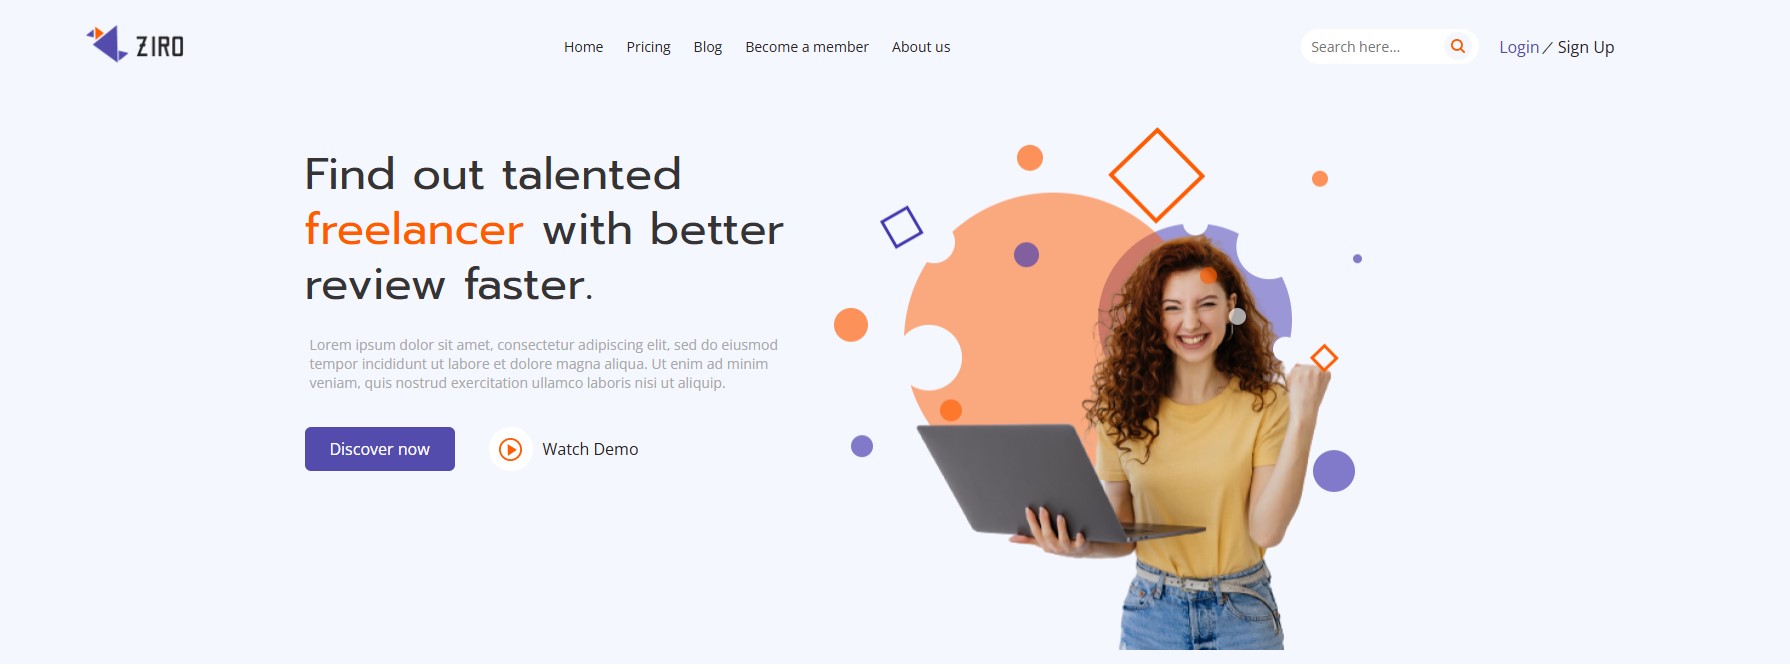 ZIRO
Home Pricing Blog Become a member About us
Search here...
Login / Sign Up
Find out talented
freelancer with better
review faster.
Lorem ipsum dolor sit amet, consectetur adipiscing elit, sed do eiusmod
tempor incididunt ut labore et dolore magna aliqua. Ut enim ad minim
veniam, quis nostrud exercitation ullamco laboris nisi ut aliquip.
Discover now
Watch Demo